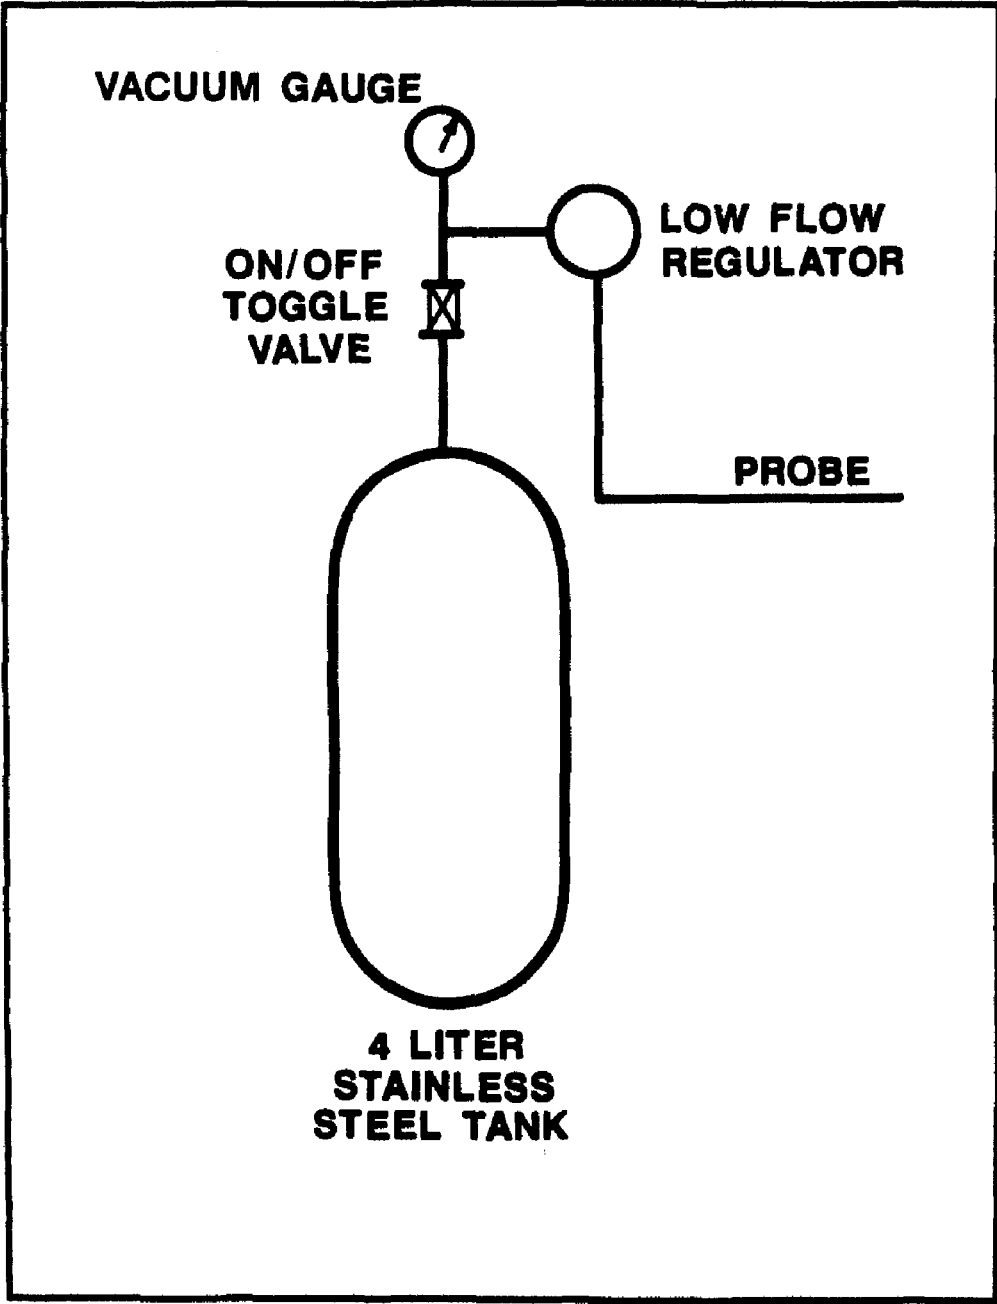 VACUUM GAUGE
LOW FLOW
REGULATOR
ON/OFF
TOGGLE
VALVE
PROBE
4 LITER
STAINLESS
STEEL TANK